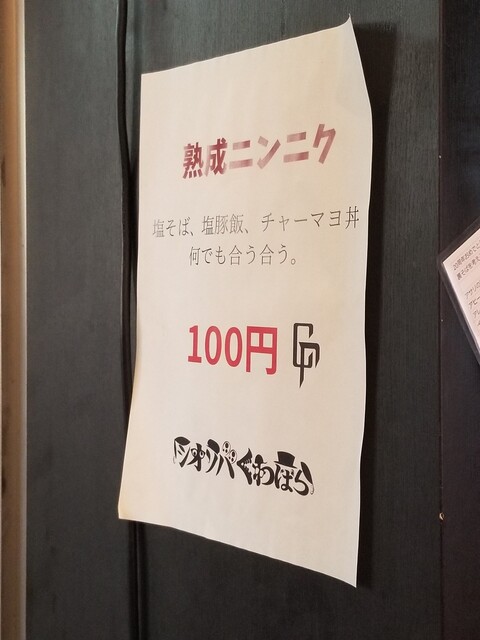 熟成ニンニク
塩そば、塩豚飯、チャーマヨ丼
何でも合う合う。
100円
シオソバくわばら